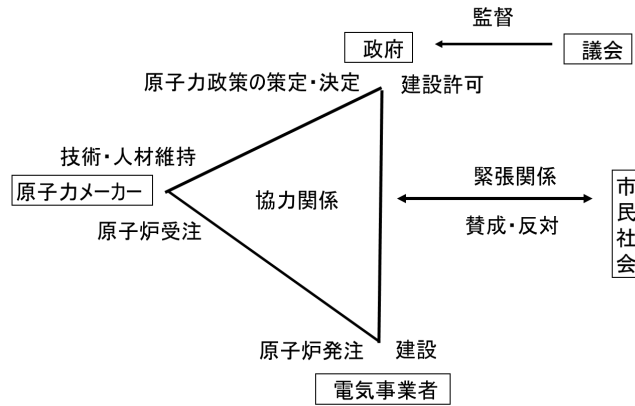 監督
政府
議会
原子力政策の策定・決定
建設許可
技術・人材維持
原子力メーカー
協力関係
緊張関係
賛成・反対
市民社会
原子炉受注
原子炉発注
建設
電気事業者